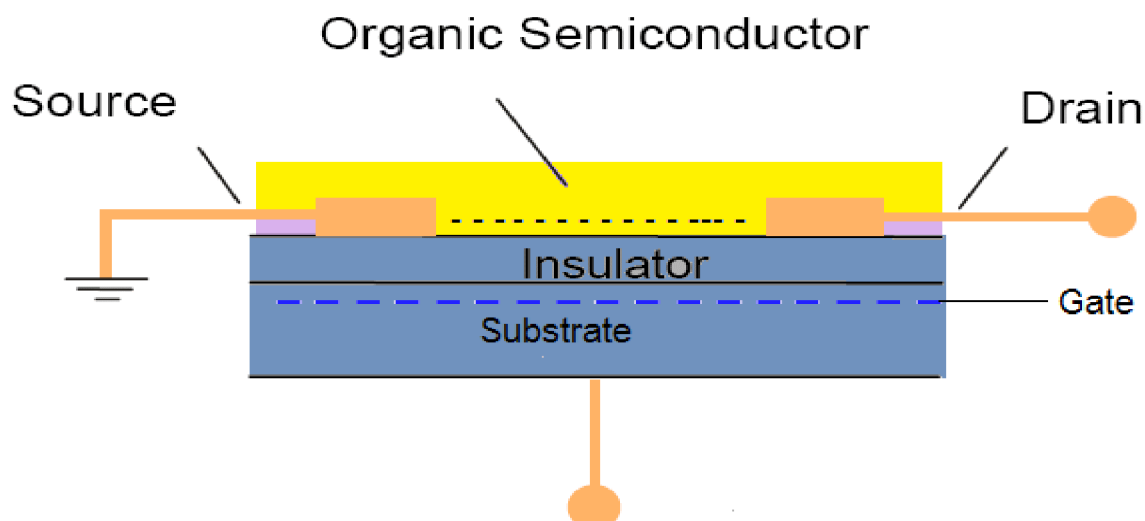 Organic Semiconductor
Source
Drain
Insulator
Gate
Substrate